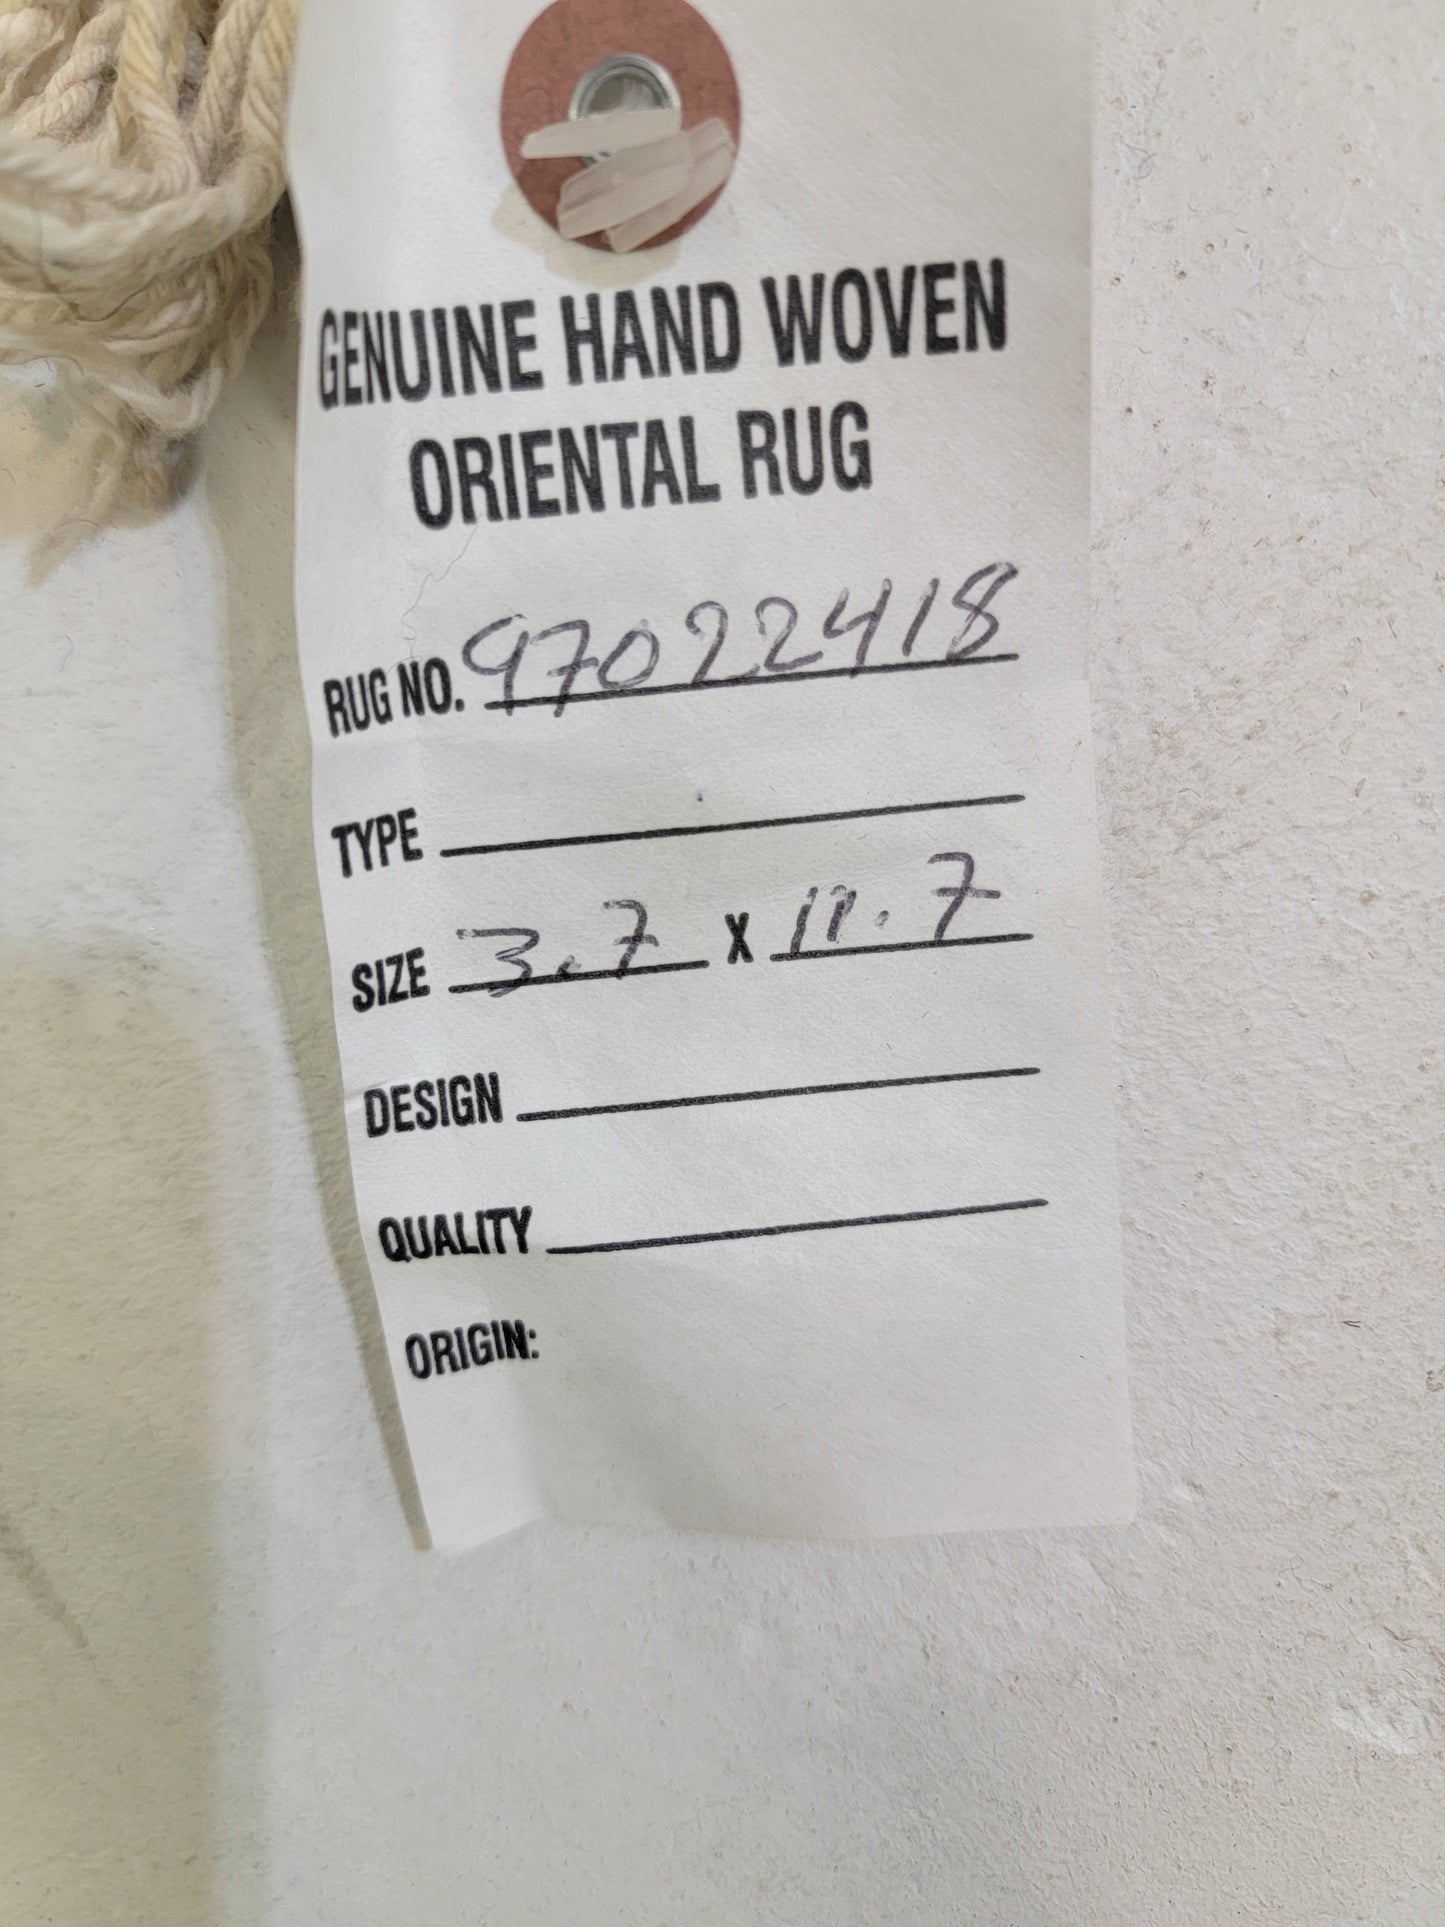 GENUINE HAND WOVEN
ORIENTAL RUG
RUG NO. 97022418
TYPE
SIZE 3.7 X 11.7
DESIGN
QUALITY
ORIGIN: